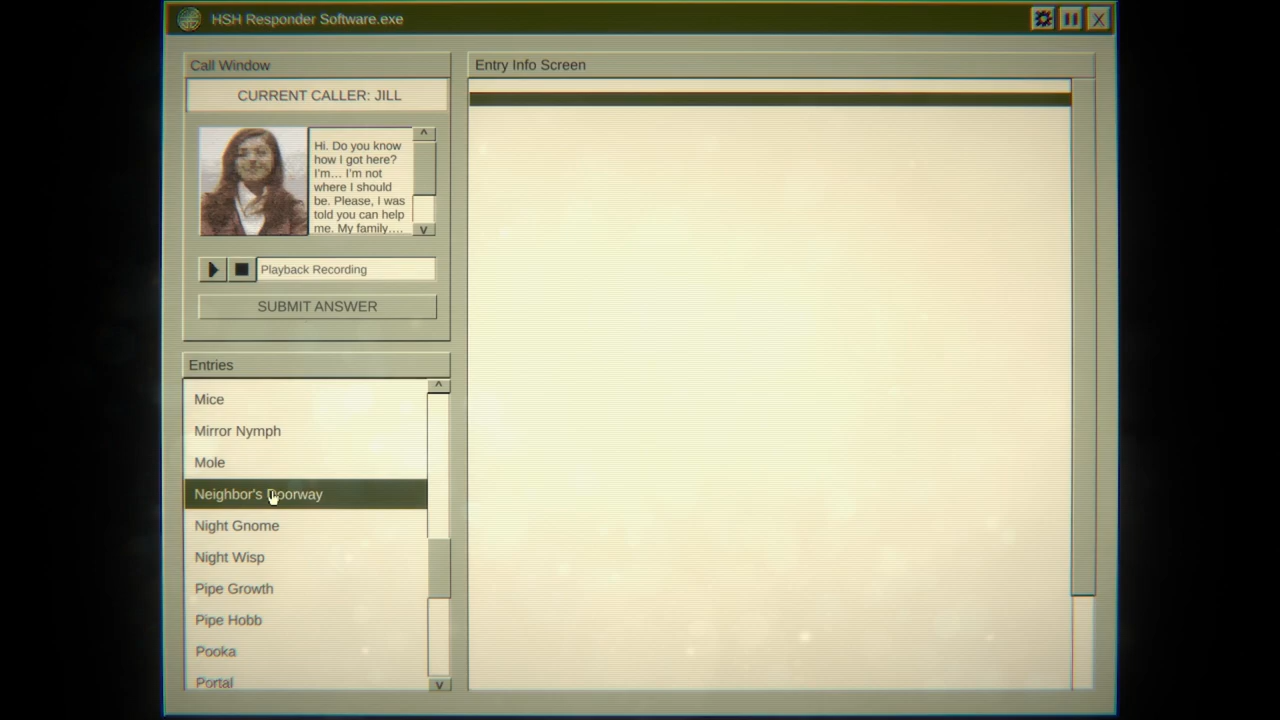 HSH Responder Software.exe
X
Call Window
CURRENT CALLER: JILL
Hi. Do you know
how I got here?
I'm... I'm not
where I should
be. Please, I was
told you can help
me. My family....
Playback Recording
SUBMIT ANSWER
Entries
Mice
Mirror Nymph
Mole
Neighbor's Doorway
Night Gnome
Night Wisp
Pipe Growth
Pipe Hobb
Pooka
Portal
Entry Info Screen